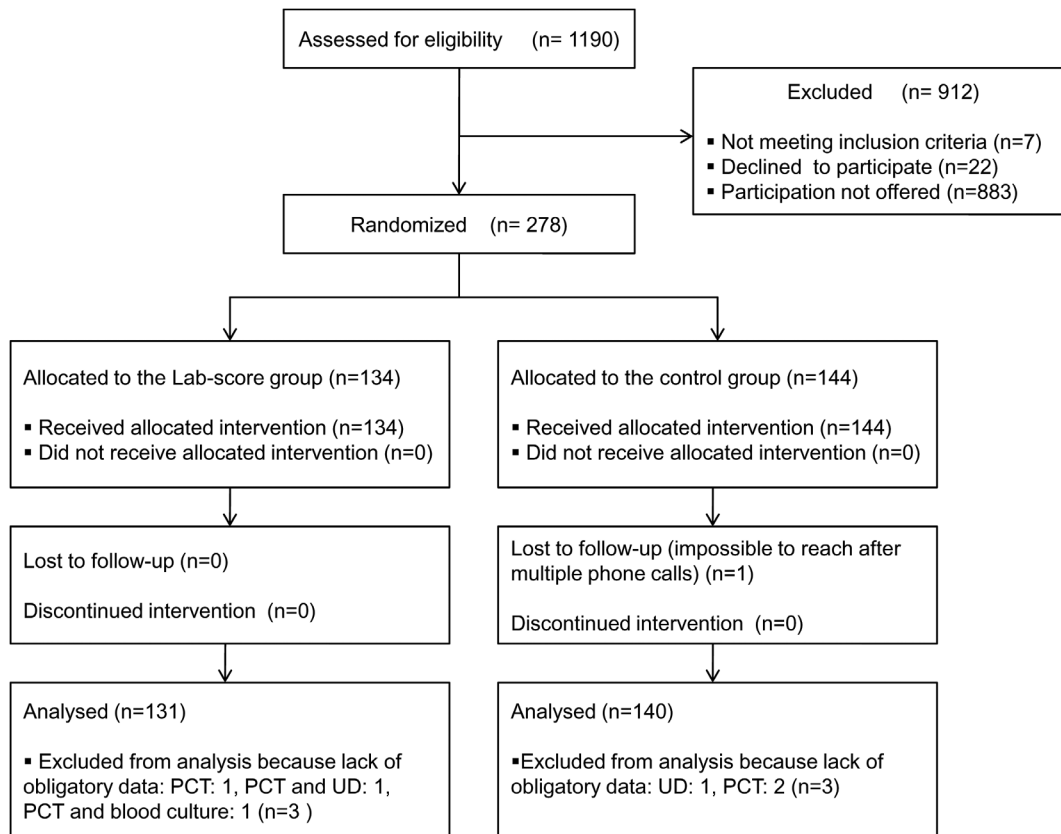 Assessed for eligibility (n= 1190)
Excluded (n= 912)
▪ Not meeting inclusion criteria (n=7)
▪ Declined to participate (n=22)
▪ Participation not offered (n=883)
Randomized (n= 278)
Allocated to the Lab-score group (n=134)
▪ Received allocated intervention (n=134)
▪ Did not receive allocated intervention (n=0)
Allocated to the control group (n=144)
▪ Received allocated intervention (n=144)
▪ Did not receive allocated intervention (n=0)
Lost to follow-up (n=0)
Discontinued intervention (n=0)
Lost to follow-up (impossible to reach after
multiple phone calls) (n=1)
Discontinued intervention (n=0)
Analysed (n=131)
▪ Excluded from analysis because lack of
obligatory data: PCT: 1, PCT and UD: 1,
PCT and blood culture: 1 (n=3 )
Analysed (n=140)
▪Excluded from analysis because lack of
obligatory data: UD: 1, PCT: 2 (n=3)